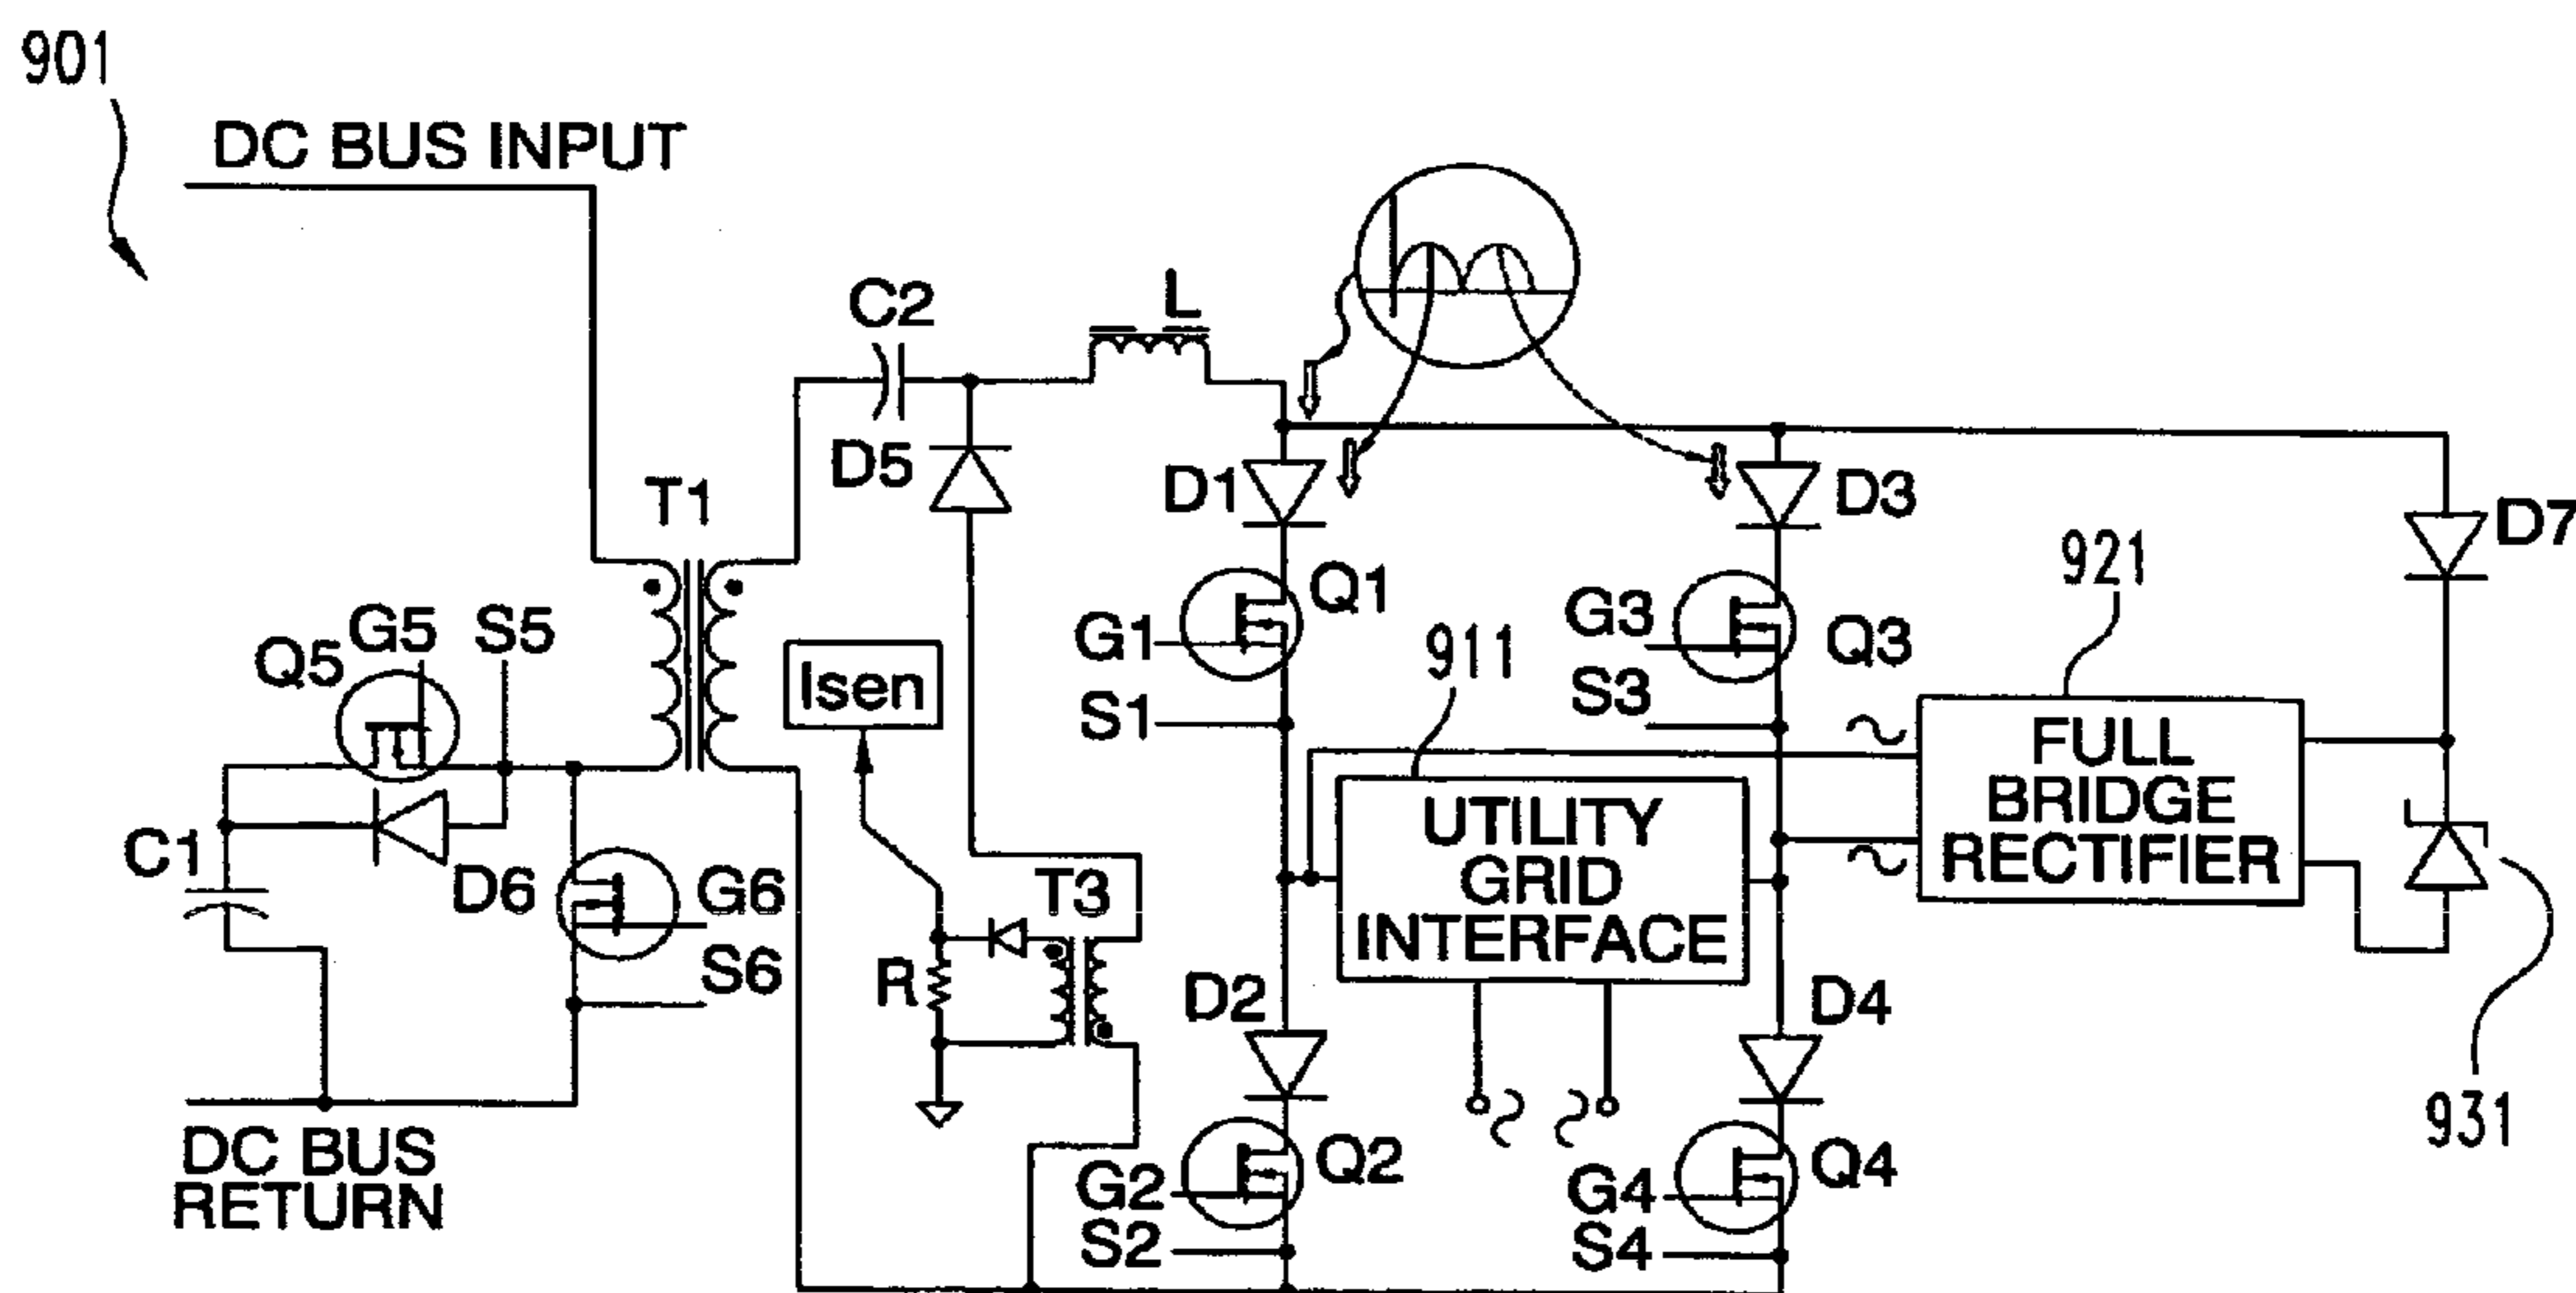 901
DC BUS INPUT
C2
L
D5
D1
D3
D7
T1
921
Q1
G5
S5
Q5
G1
G3
Q3
911
Isen
S1
S3
FULL
BRIDGE
RECTIFIER
UTILITY
GRID
INTERFACE
C1
D6
G6
S6
T3
R
D2
D4
931
DC BUS
RETURN
G2
Q2
G4
Q4
S2
S4